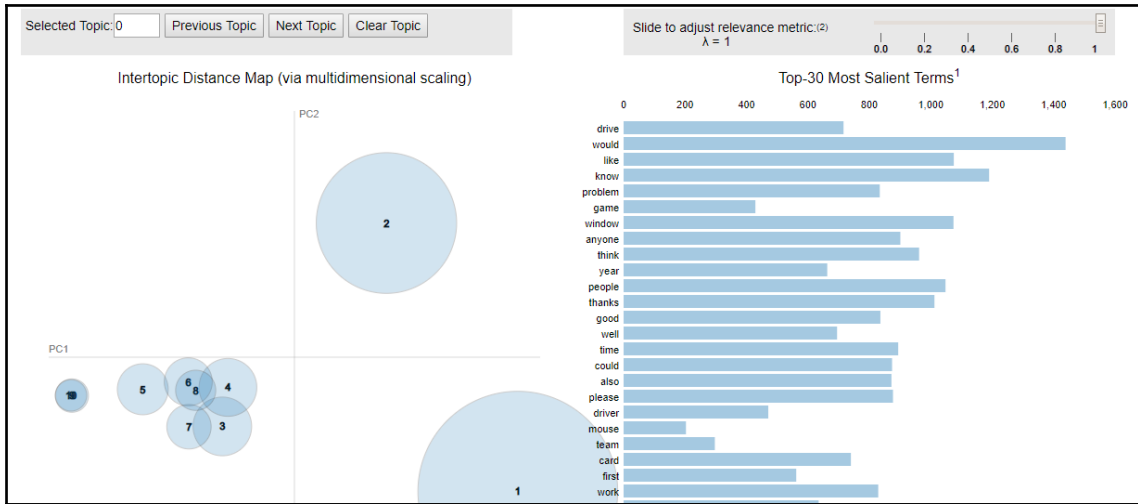 Selected Topic: 0 Previous Topic Next Topic Clear Topic
Slide to adjust relevance metric:(2)
λ = 1
0.0 0.2 0.4 0.6 0.8 1
Intertopic Distance Map (via multidimensional scaling)
PC2
PC1
2
5
6
8
4
7
3
1
Top-30 Most Salient Terms1
0 200 400 600 800 1,000 1,200 1,400 1,600
drive
would
like
know
problem
game
window
anyone
think
year
people
thanks
good
well
time
could
also
please
driver
mouse
team
card
first
work